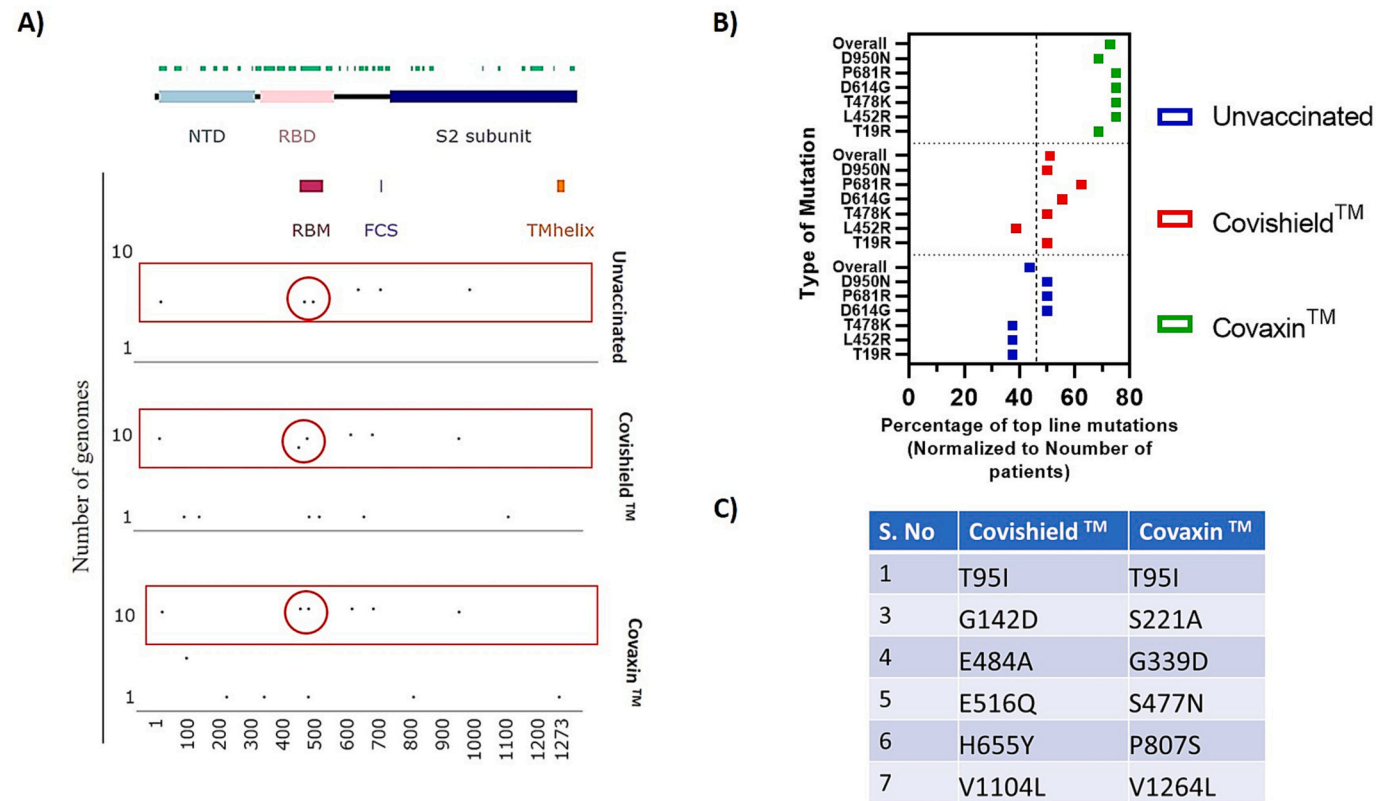 A)
NTD
RBD
S2 subunit
RBM
FCS
TMhelix
Number of genomes
10
1
Unvaccinated
10
1
Covishield ™
10
1
Covaxin ™
1
100
200
300
400
500
600
700
800
900
1000
1100
1200
1273
B)
Type of Mutation
Overall
D950N
P681R
D614G
T478K
L452R
T19R
Overall
D950N
P681R
D614G
T478K
L452R
T19R
Overall
D950N
P681R
D614G
T478K
L452R
T19R
0 20 40 60 80
Percentage of top line mutations
(Normalized to Noumber of
patients)
Unvaccinated
Covishield™
Covaxin™
C)
S. No Covishield ™ Covaxin ™
1 T95I T95I
3 G142D S221A
4 E484A G339D
5 E516Q S477N
6 H655Y P807S
7 V1104L V1264L